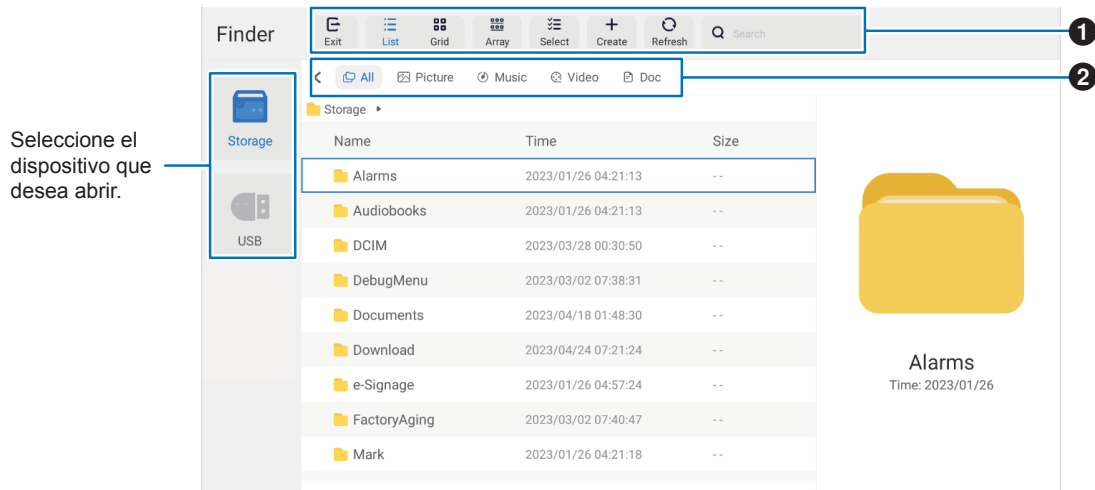 Finder
Exit List Grid Array Select Create Refresh Search
1
All Picture Music Video Doc
2
Storage
Seleccione el
dispositivo que
desea abrir.
Storage
USB
Name Time Size
Alarms 2023/01/26 04:21:13 - -
Audiobooks 2023/01/26 04:21:13 - -
DCIM 2023/03/28 00:30:50 - -
DebugMenu 2023/03/02 07:38:31 - -
Documents 2023/04/18 01:48:30 - -
Download 2023/04/24 07:21:24 - -
e-Signage 2023/01/26 04:57:24 - -
FactoryAging 2023/03/02 07:40:47 - -
Mark 2023/01/26 04:21:18 - -
Alarms
Time: 2023/01/26